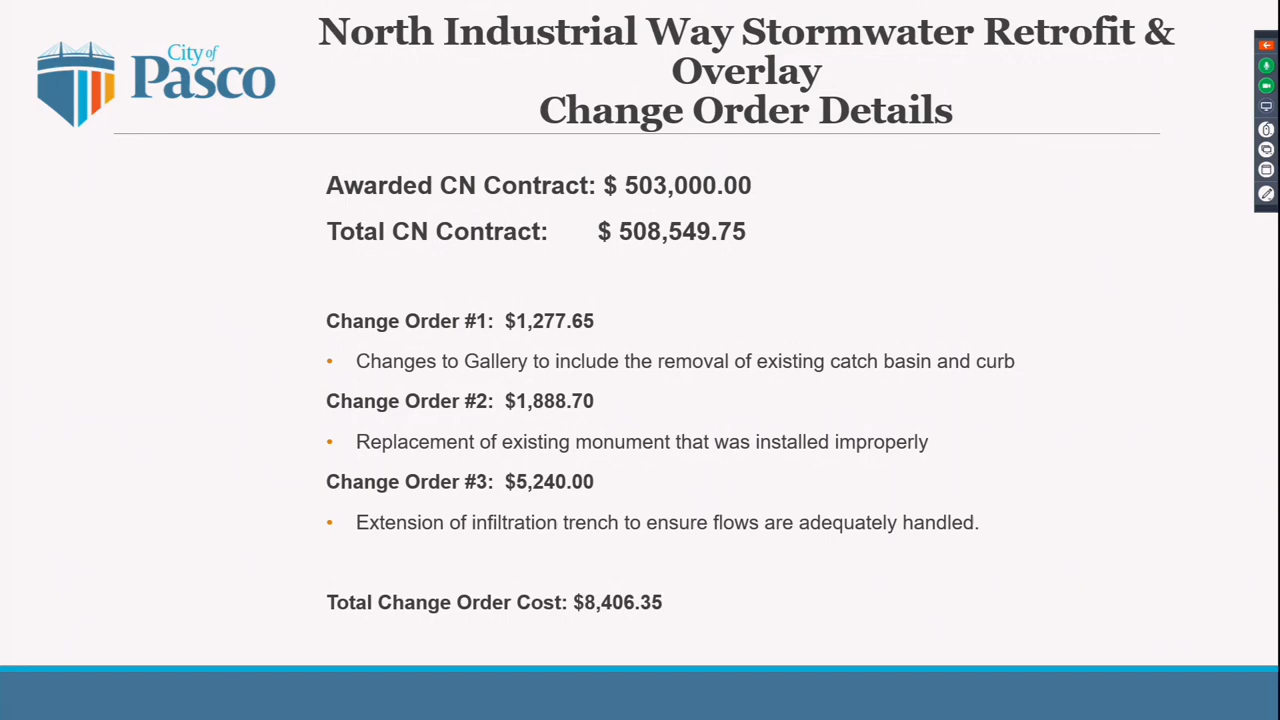 City of
Pasco
North Industrial Way Stormwater Retrofit &
Overlay
Change Order Details
Awarded CN Contract: $ 503,000.00
Total CN Contract: $ 508,549.75
Change Order #1: $1,277.65
• Changes to Gallery to include the removal of existing catch basin and curb
Change Order #2: $1,888.70
• Replacement of existing monument that was installed improperly
Change Order #3: $5,240.00
• Extension of infiltration trench to ensure flows are adequately handled.
Total Change Order Cost: $8,406.35